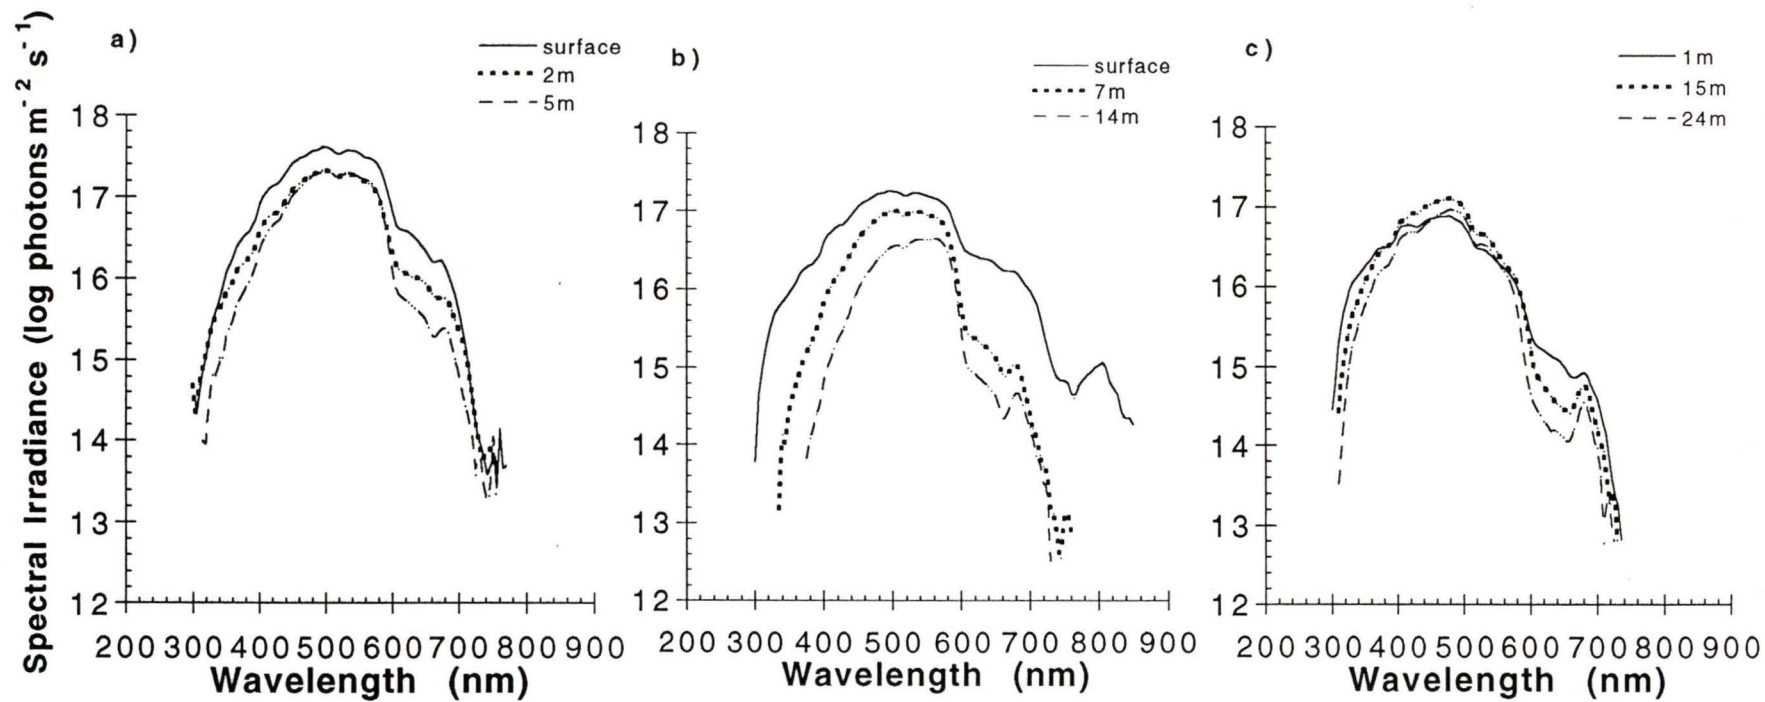 Spectral Irradiance (log photons m-2 s-1)
a)
surface
2m
5m
18
17
16
15
14
13
12
200 300 400 500 600 700 800 900
Wavelength (nm)
b)
surface
7m
14m
18
17
16
15
14
13
12
200 300 400 500 600 700 800 900
Wavelength (nm)
c)
1m
15m
24m
18
17
16
15
14
13
12
200 300 400 500 600 700 800 900
Wavelength (nm)